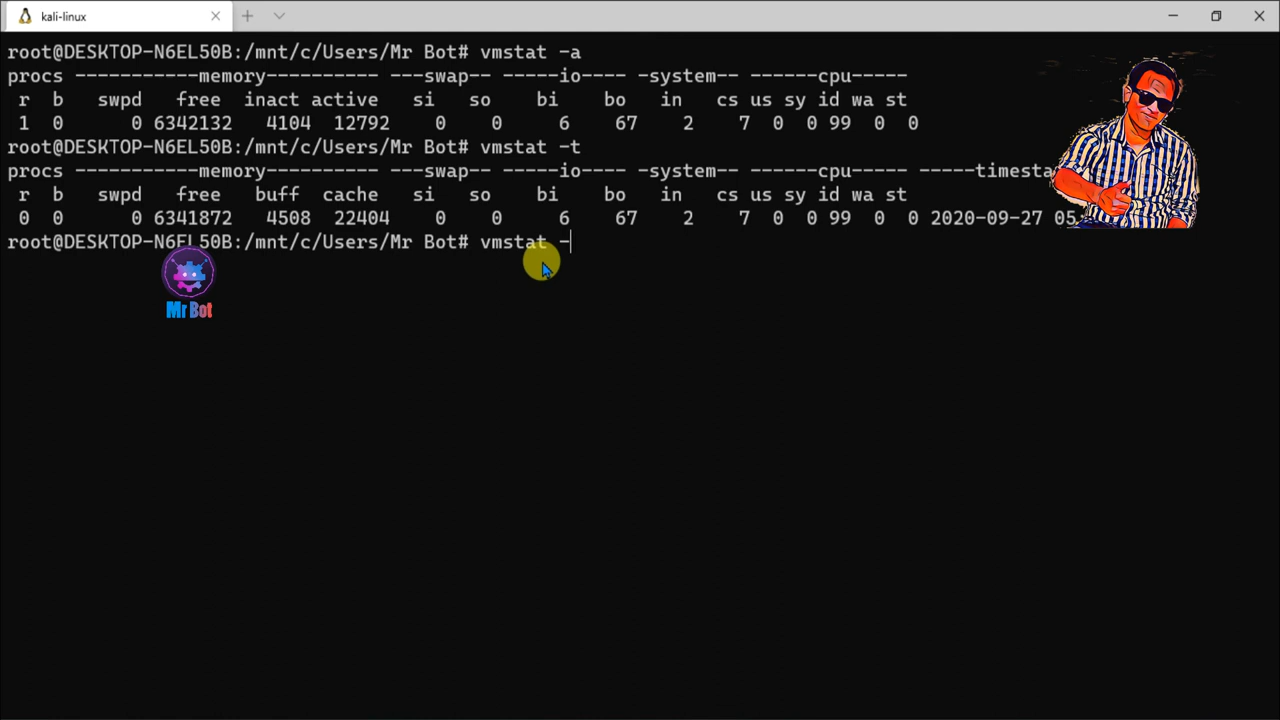 kali-linux
root@DESKTOP-N6EL50B:/mnt/c/Users/Mr Bot# vmstat -a
procs -----------memory---------- ---swap-- -----io---- -system-- ------cpu-----
r b swpd free inact active si so bi bo in cs us sy id wa st
1 0 0 6342132 4104 12792 0 0 6 67 2 7 0 0 99 0 0
root@DESKTOP-N6EL50B:/mnt/c/Users/Mr Bot# vmstat -t
procs -----------memory---------- ---swap-- -----io---- -system-- ------cpu----- -----timesta
r b swpd free buff cache si so bi bo in cs us sy id wa st
0 0 0 6341872 4508 22404 0 0 6 67 2 7 0 0 99 0 0 2020-09-27 05
root@DESKTOP-N6EL50B:/mnt/c/Users/Mr Bot# vmstat -
Mr Bot